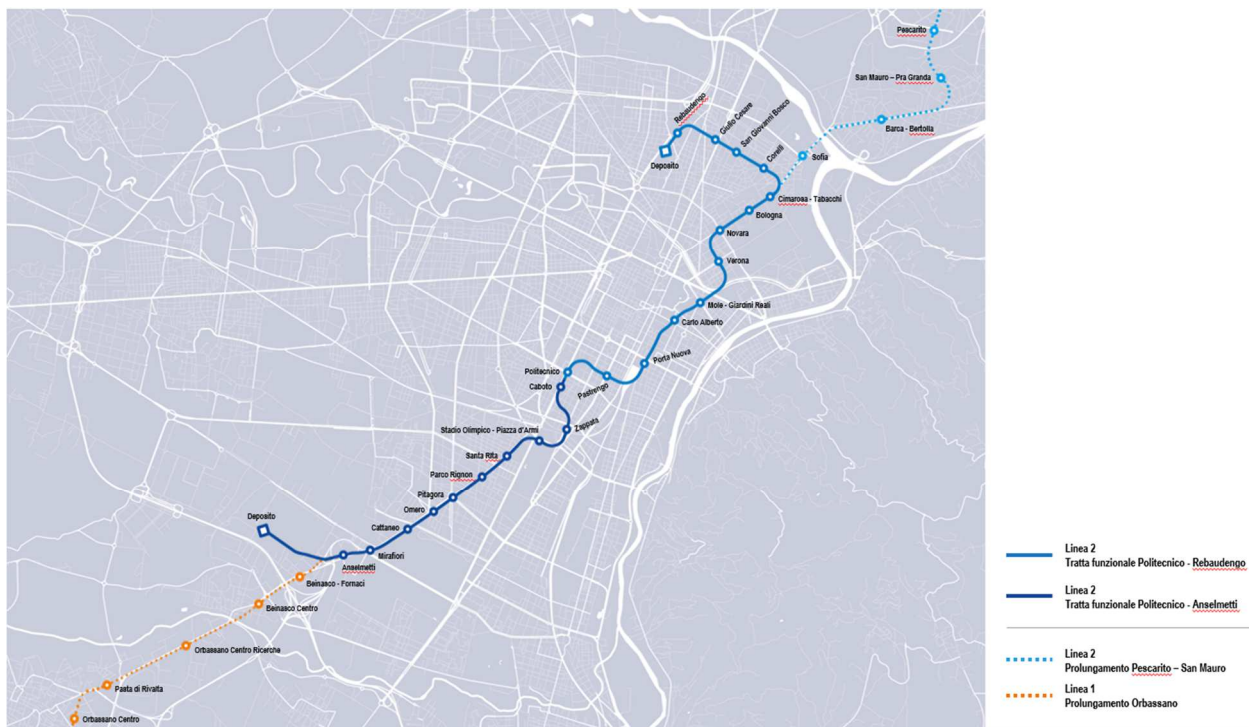 Pescarito
San Mauro – Pra Granda
Barca - Bertolla
Sofia
Rebaudengo
Giulio Cesare
San Giovanni Bosco
Corelli
Deposito
Cimarosa - Tabacchi
Bologna
Novara
Verona
Mole - Giardini Reali
Carlo Alberto
Porta Nuova
Politecnico
Pastrengo
Caboto
Zappata
Stadio Olimpico - Piazza d'Armi
Santa Rita
Parco Rignon
Pitagora
Omero
Cattaneo
Mirafiori
Anselmetti
Deposito
Beinasco - Fornaci
Beinasco Centro
Orbassano Centro Ricerche
Pasta di Rivalta
Orbassano Centro
Linea 2
Tratta funzionale Politecnico - Rebaudengo
Linea 2
Tratta funzionale Politecnico - Anselmetti
Linea 2
Prolungamento Pescarito – San Mauro
Linea 1
Prolungamento Orbassano